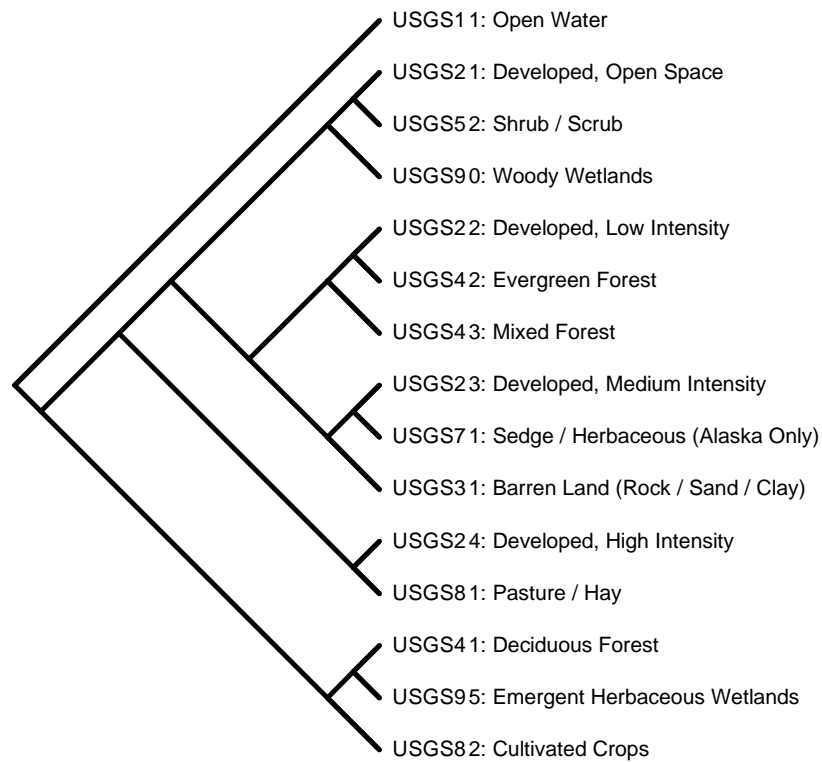 USGS11: Open Water
USGS21: Developed, Open Space
USGS52: Shrub / Scrub
USGS90: Woody Wetlands
USGS22: Developed, Low Intensity
USGS42: Evergreen Forest
USGS43: Mixed Forest
USGS23: Developed, Medium Intensity
USGS71: Sedge / Herbaceous (Alaska Only)
USGS31: Barren Land (Rock / Sand / Clay)
USGS24: Developed, High Intensity
USGS81: Pasture / Hay
USGS41: Deciduous Forest
USGS95: Emergent Herbaceous Wetlands
USGS82: Cultivated Crops